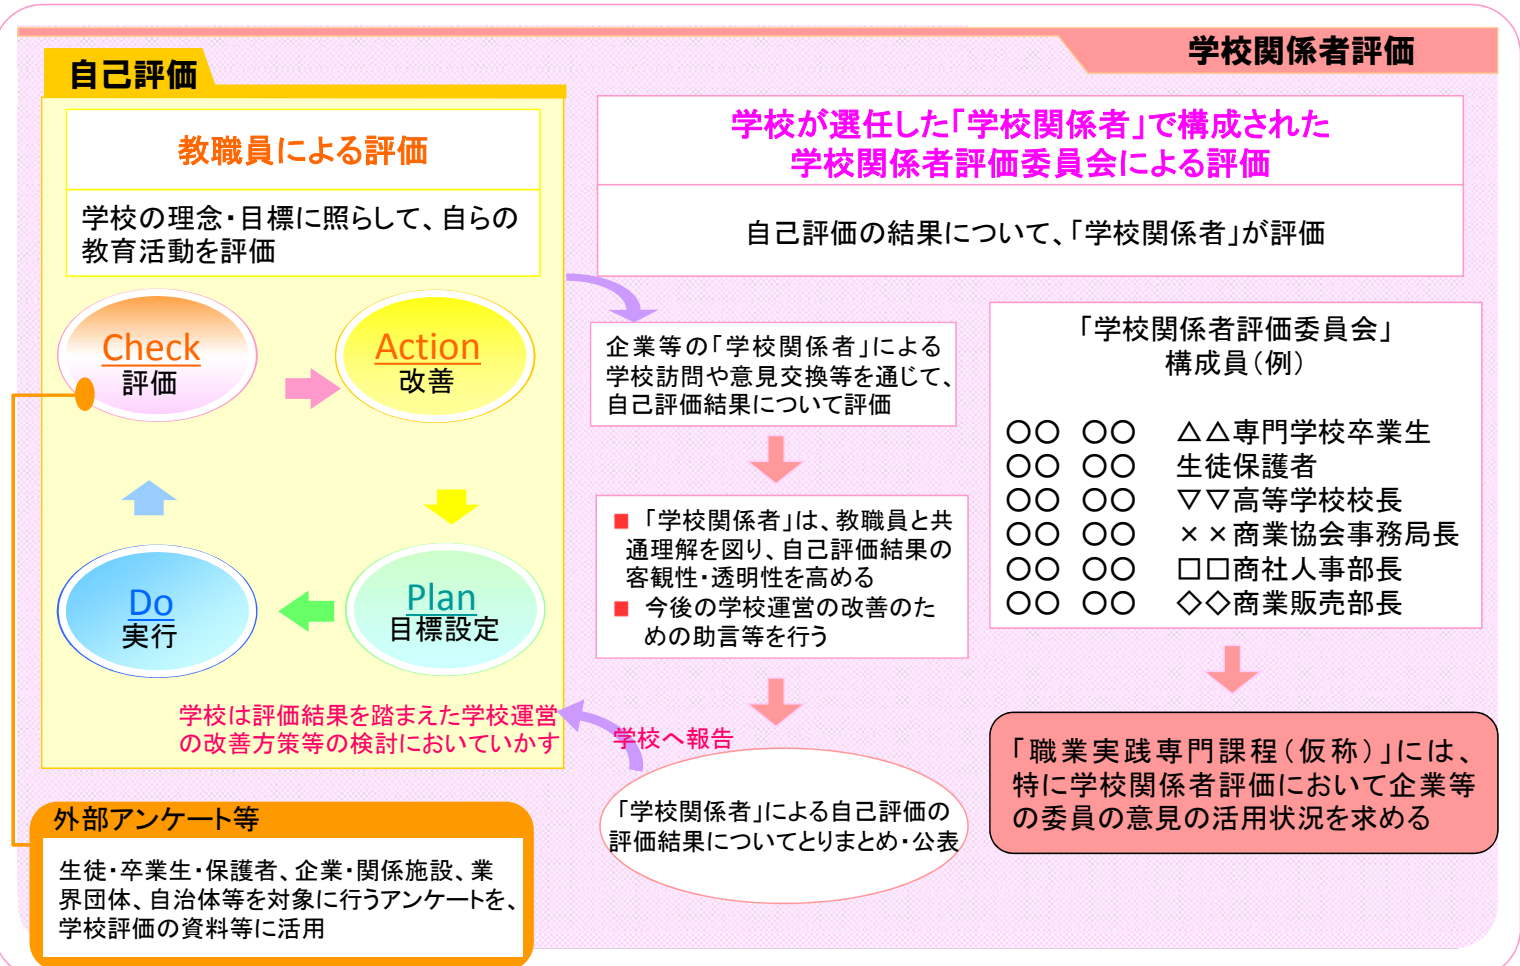 学校関係者評価
自己評価
教職員による評価
学校の理念・目標に照らして、自らの
教育活動を評価
Check
評価
Action
改善
Do
実行
Plan
目標設定
学校は評価結果を踏まえた学校運営
の改善方策等の検討においていかす
外部アンケート等
生徒・卒業生・保護者、企業・関係施設、業
界団体、自治体等を対象に行うアンケートを、
学校評価の資料等に活用
学校が選任した「学校関係者」で構成された
学校関係者評価委員会による評価
自己評価の結果について、「学校関係者」が評価
企業等の「学校関係者」による
学校訪問や意見交換等を通じて、
自己評価結果について評価
■ 「学校関係者」は、教職員と共
通理解を図り、自己評価結果の
客観性・透明性を高める
■ 今後の学校運営の改善のた
めの助言等を行う
学校へ報告
「学校関係者」による自己評価の
評価結果についてとりまとめ・公表
「学校関係者評価委員会」
構成員（例）
○○ ○○ △△専門学校卒業生
○○ ○○ 生徒保護者
○○ ○○ ▽▽高等学校校長
○○ ○○ ××商業協会事務局長
○○ ○○ □□商社人事部長
○○ ○○ ◇◇商業販売部長
「職業実践専門課程（仮称）」には、
特に学校関係者評価において企業等
の委員の意見の活用状況を求める